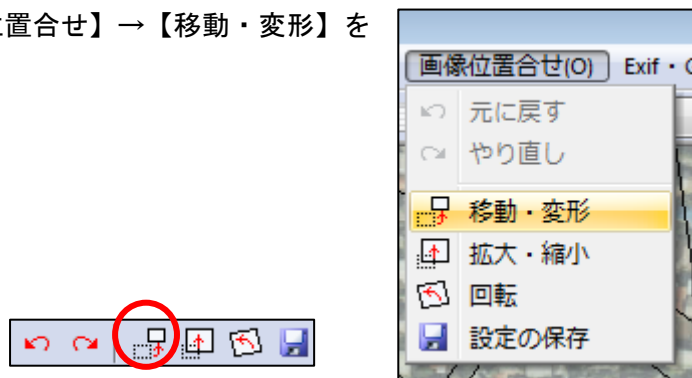 置合せ】→【移動・変形】を
画像位置合せ(O) Exif・
元に戻す
やり直し
移動・変形
拡大・縮小
回転
設定の保存